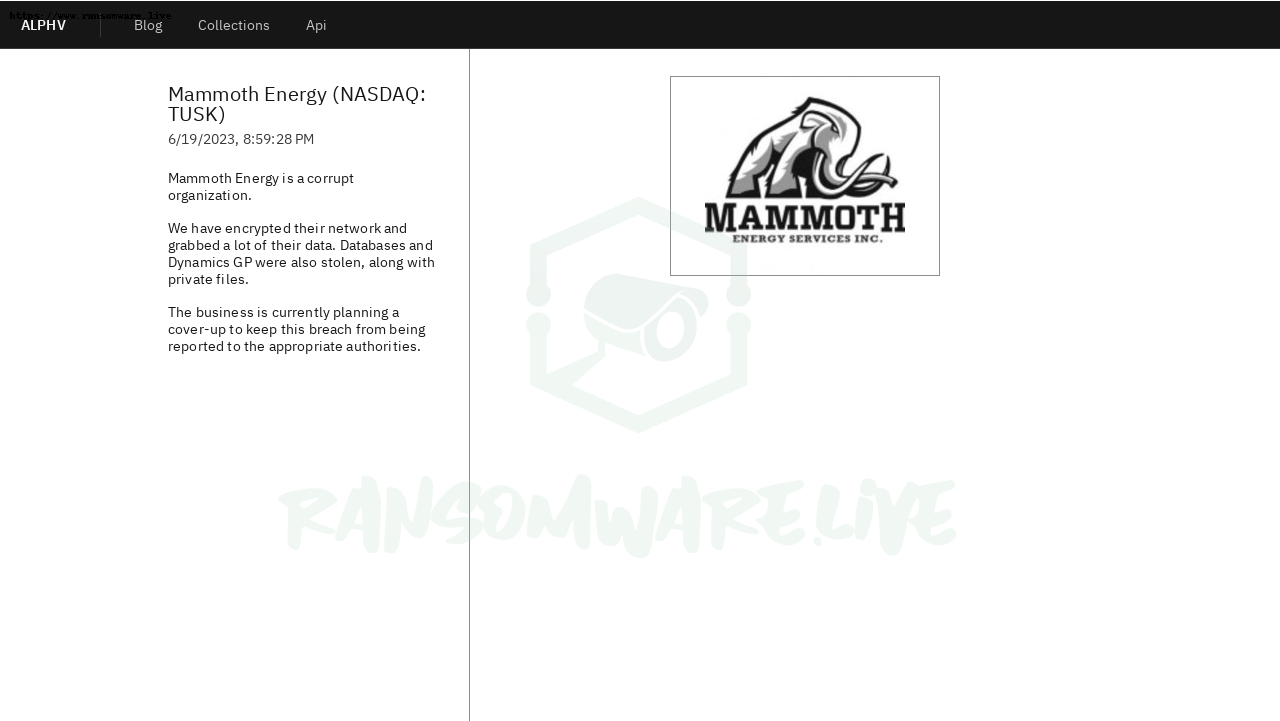 https://www.ransomware.live
ALPHV
Blog
Collections
Api
Mammoth Energy (NASDAQ:
TUSK)
6/19/2023, 8:59:28 PM
Mammoth Energy is a corrupt
organization.
We have encrypted their network and
grabbed a lot of their data. Databases and
Dynamics GP were also stolen, along with
private files.
The business is currently planning a
cover-up to keep this breach from being
reported to the appropriate authorities.
MAMMOTH
ENERGY SERVICES INC.
RANSOMWARE.LIVE